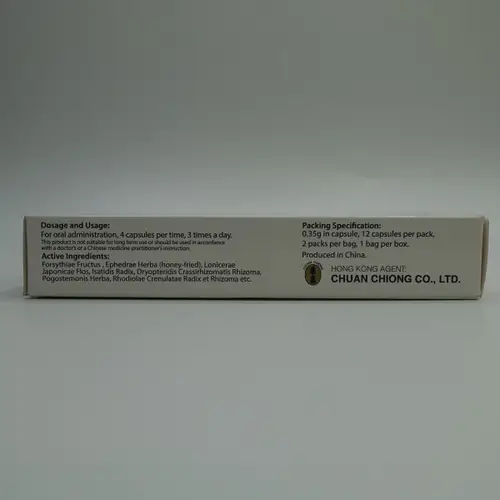 Dosage and Usage:
For oral administration, 4 capsules per time, 3 times a day.
This product is not suitable for long term use or should be used in accordence
with a doctor's or a Chinese medicine practitioner's instruction.
Active Ingredients:
Forsythiae Fructus , Ephedrae Herba (honey-fried), Lonicerae
Japonicae Flos, Isatidis Radix, Dryopteridis Crassirhizomatis Rhizoma,
Pogostemonis Herba, Rhodiolae Crenulatae Radix et Rhizoma etc.
Packing Specification:
0.35g in capsule, 12 capsules per pack,
2 packs per bag, 1 bag per box.
Produced in China.
HONG KONG AGENT:
CHUAN CHIONG CO., LTD.